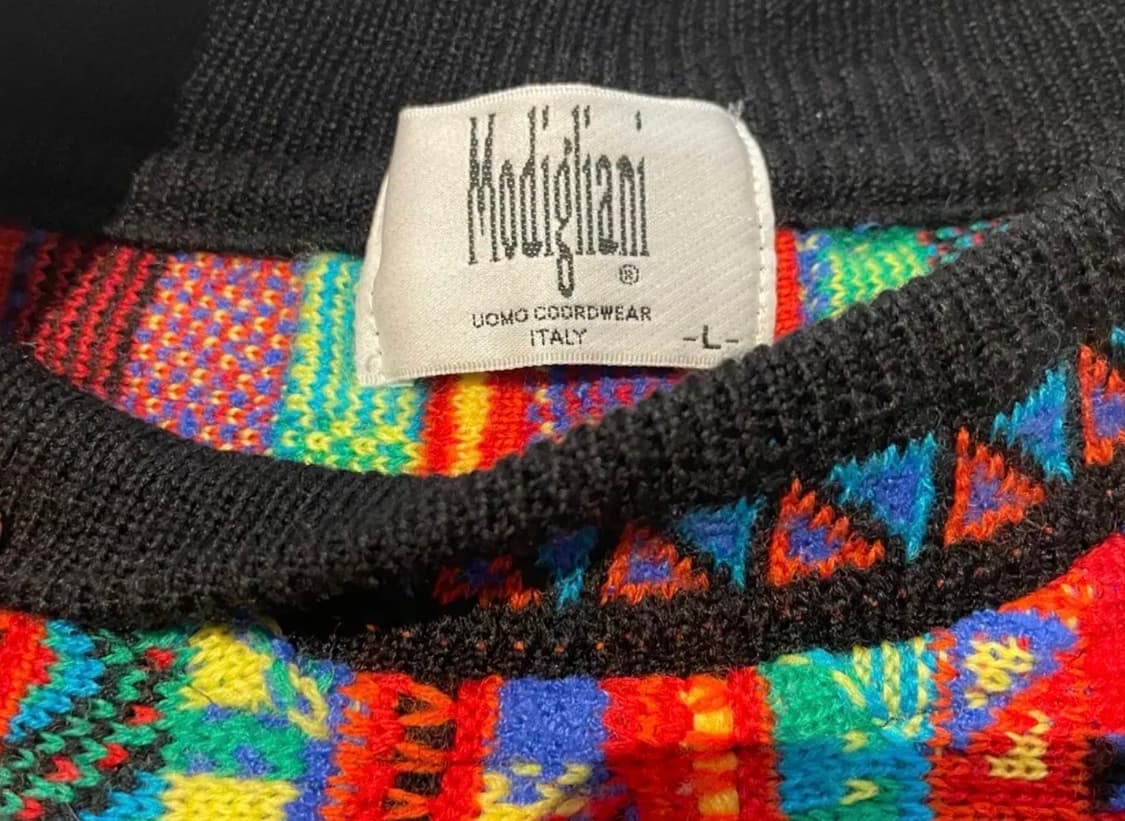 Modigliani
®
UOMO COORDWEAR
ITALY
-L-